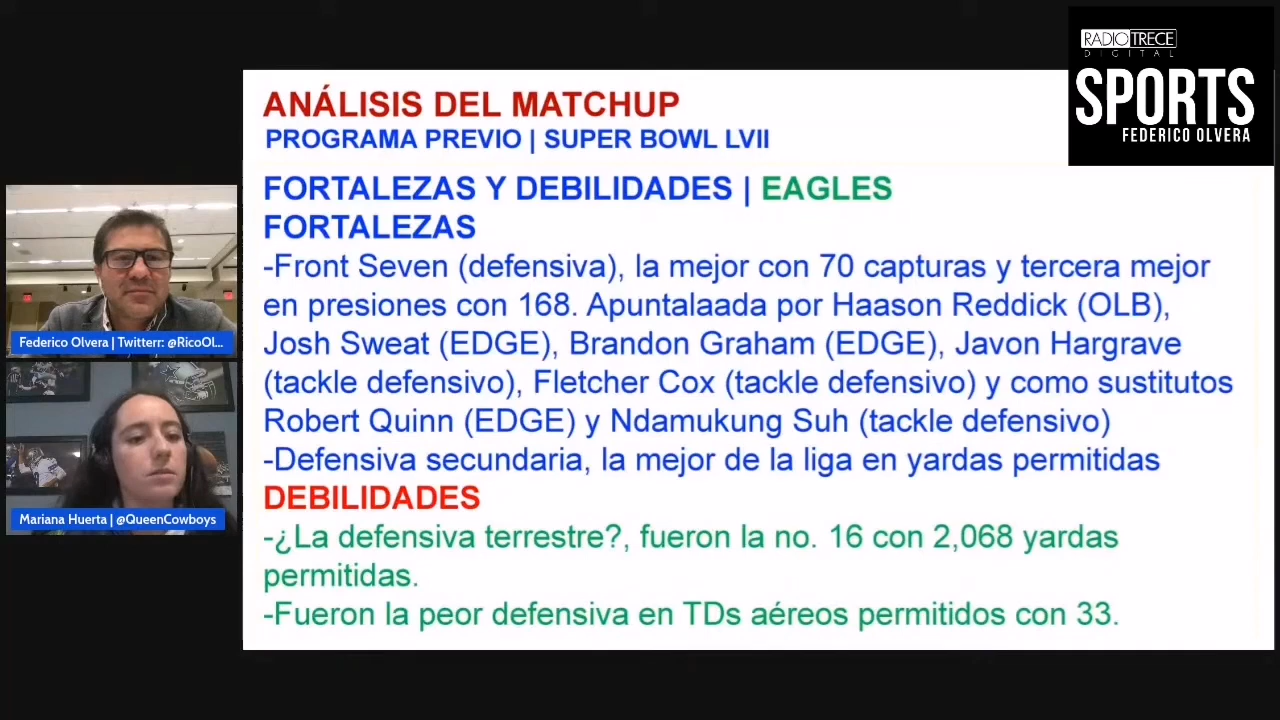 RADIO TRECE
DIGITAL
SPORTS
FEDERICO OLVERA
ANÁLISIS DEL MATCHUP
PROGRAMA PREVIO | SUPER BOWL LVII
FORTALEZAS Y DEBILIDADES | EAGLES
FORTALEZAS
-Front Seven (defensiva), la mejor con 70 capturas y tercera mejor
en presiones con 168. Apuntalaada por Haason Reddick (OLB),
Josh Sweat (EDGE), Brandon Graham (EDGE), Javon Hargrave
(tackle defensivo), Fletcher Cox (tackle defensivo) y como sustitutos
Robert Quinn (EDGE) y Ndamukung Suh (tackle defensivo)
-Defensiva secundaria, la mejor de la liga en yardas permitidas
DEBILIDADES
-¿La defensiva terrestre?, fueron la no. 16 con 2,068 yardas
permitidas.
-Fueron la peor defensiva en TDs aéreos permitidos con 33.
Federico Olvera | Twitterr: @RicoOL...
Mariana Huerta | @QueenCowboys